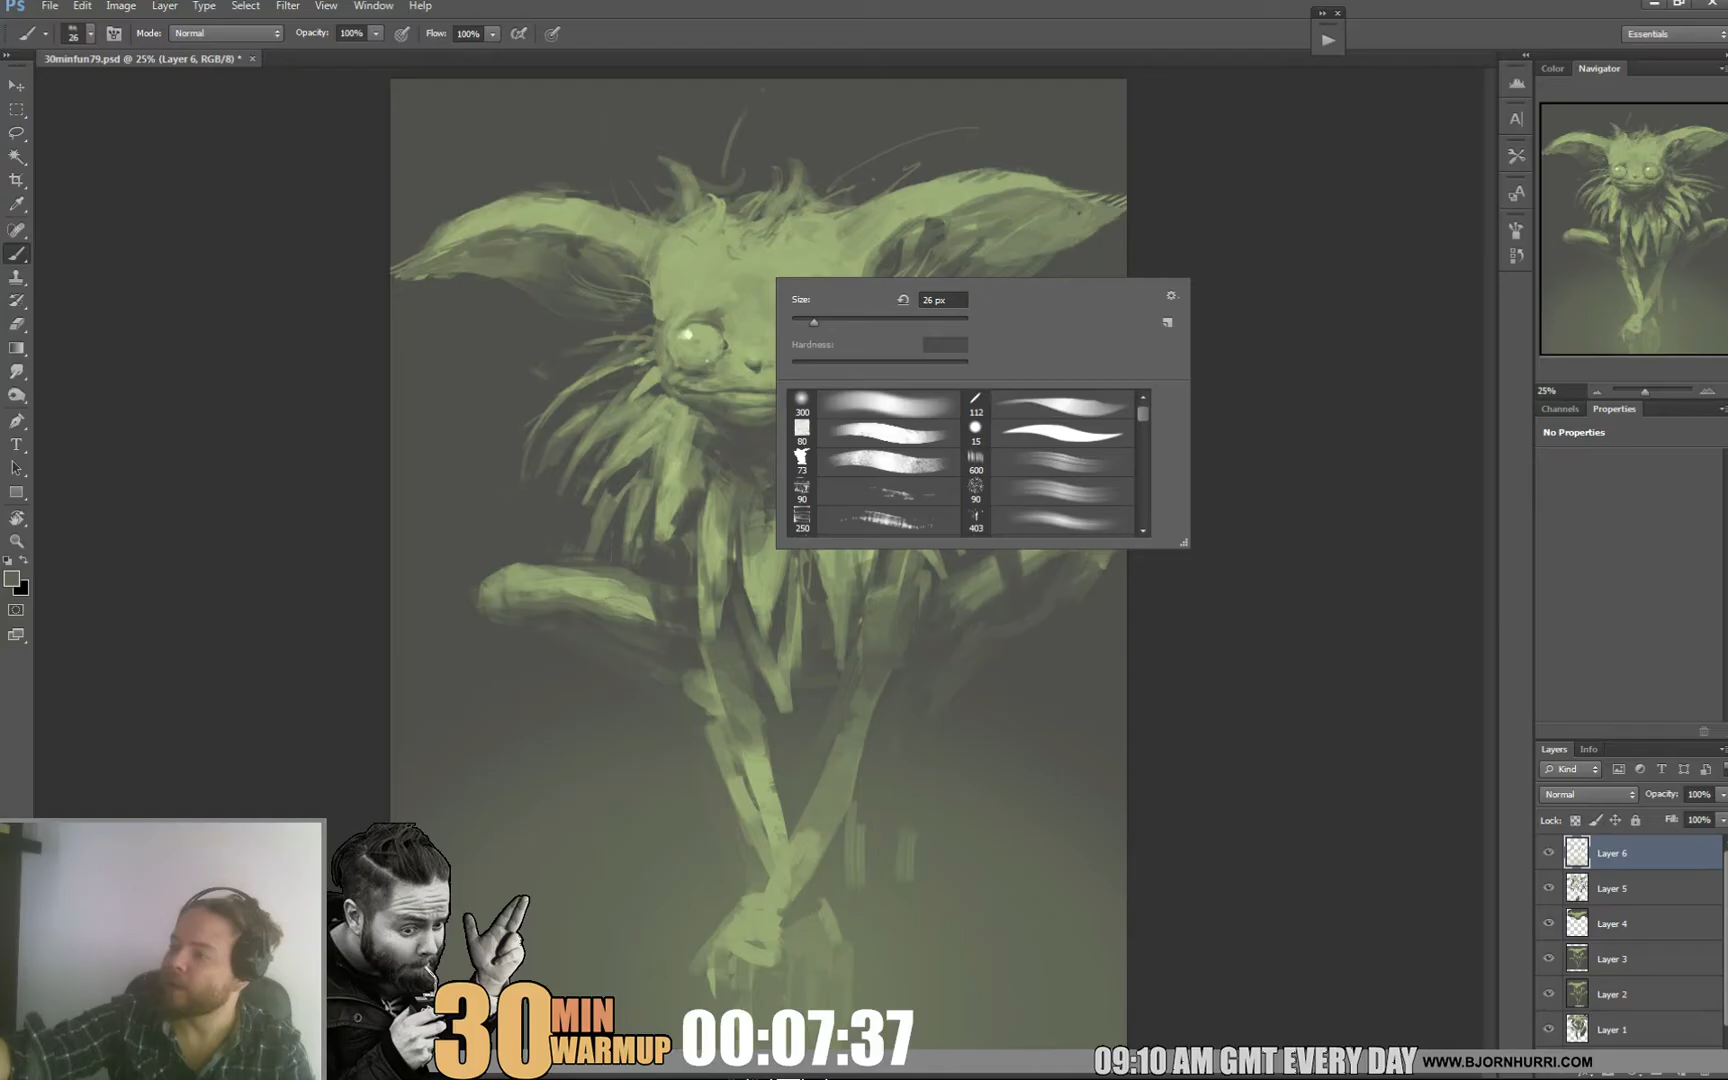 Ps File Edit Image Layer Type Select Filter View Window Help
26 Mode: Normal Opacity: 100% Flow: 100% Essentials
30minfun79.psd @ 25% (Layer 6, RGB/8) *
Color Navigator
Size: 26 px
Hardness:
300 112
80 15
73 600
90 90
250 403
25%
Channels Properties
No Properties
Layers Info
Kind
Normal Opacity: 100%
Lock: Fill: 100%
Layer 6
Layer 5
Layer 4
Layer 3
Layer 2
Layer 1
30 MIN WARMUP
00:07:37
09:10 AM GMT EVERY DAY WWW.BJORNHURRI.COM